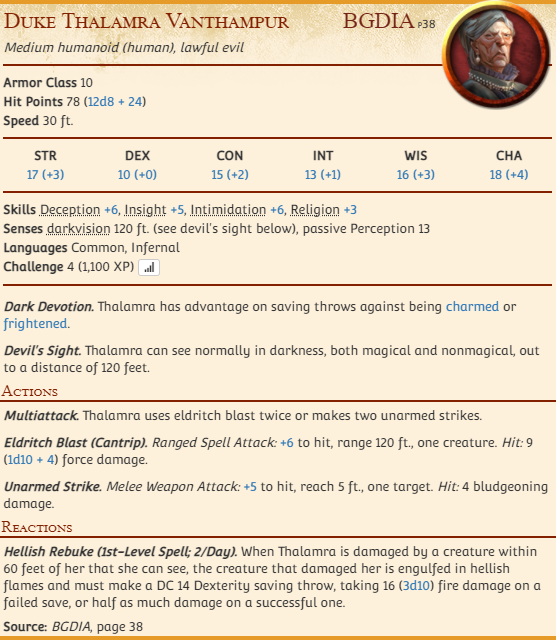 Duke Thalamra Vanthampur BGDIA P38
Medium humanoid (human), lawful evil
Armor Class 10
Hit Points 78 (12d8 + 24)
Speed 30 ft.
STR DEX CON INT WIS CHA
17 (+3) 10 (+0) 15 (+2) 13 (+1) 16 (+3) 18 (+4)
Skills Deception +6, Insight +5, Intimidation +6, Religion +3
Senses darkvision 120 ft. (see devil's sight below), passive Perception 13
Languages Common, Infernal
Challenge 4 (1,100 XP)
Dark Devotion. Thalamra has advantage on saving throws against being charmed or
frightened.
Devil's Sight. Thalamra can see normally in darkness, both magical and nonmagical, out
to a distance of 120 feet.
Actions
Multiattack. Thalamra uses eldritch blast twice or makes two unarmed strikes.
Eldritch Blast (Cantrip). Ranged Spell Attack: +6 to hit, range 120 ft., one creature. Hit: 9
(1d10 + 4) force damage.
Unarmed Strike. Melee Weapon Attack: +5 to hit, reach 5 ft., one target. Hit: 4 bludgeoning
damage.
Reactions
Hellish Rebuke (1st-Level Spell; 2/Day). When Thalamra is damaged by a creature within
60 feet of her that she can see, the creature that damaged her is engulfed in hellish
flames and must make a DC 14 Dexterity saving throw, taking 16 (3d10) fire damage on a
failed save, or half as much damage on a successful one.
Source: BGDIA, page 38